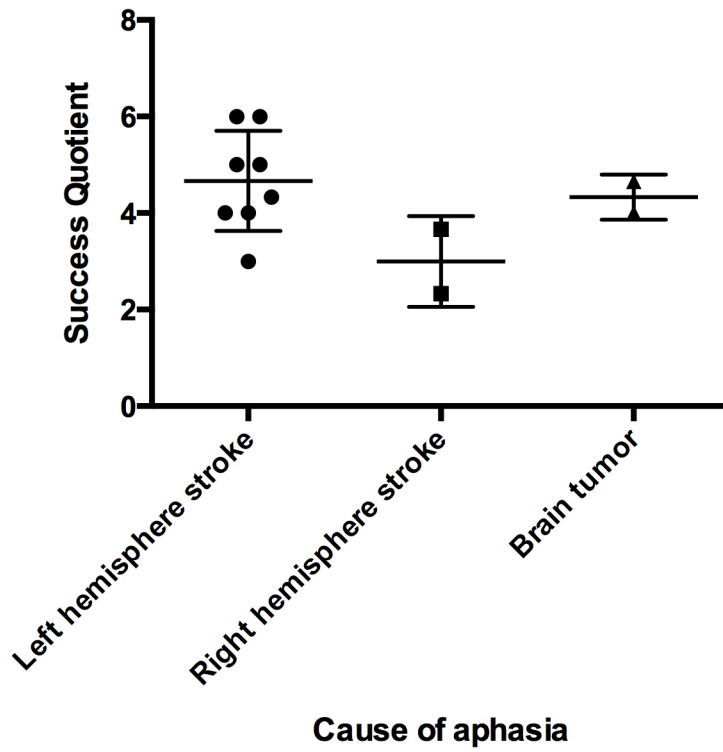 8
6
4
2
0
Success Quotient
Left hemisphere stroke
Right hemisphere stroke
Brain tumor
Cause of aphasia